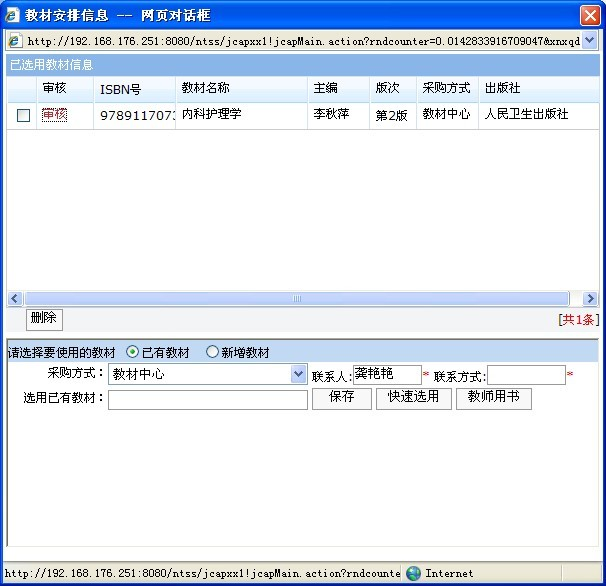 教材安排信息 -- 网页对话框
http://192.168.176.251:8080/ntss/jcapxx1!jcapMain.action?rndcounter=0.0142833916709047&xnxqd
已选用教材信息
审核 ISBN号 教材名称 主编 版次 采购方式 出版社
审核 9789117073 内科护理学 李秋萍 第2版 教材中心 人民卫生出版社
删除 [共1条]
请选择要使用的教材 已有教材 新增教材
采购方式： 教材中心 联系人:龚艳艳* 联系方式: *
选用已有教材： 保存 快速选用 教师用书
http://192.168.176.251:8080/ntss/jcapxx1!jcapMain.action?rndcounte Internet